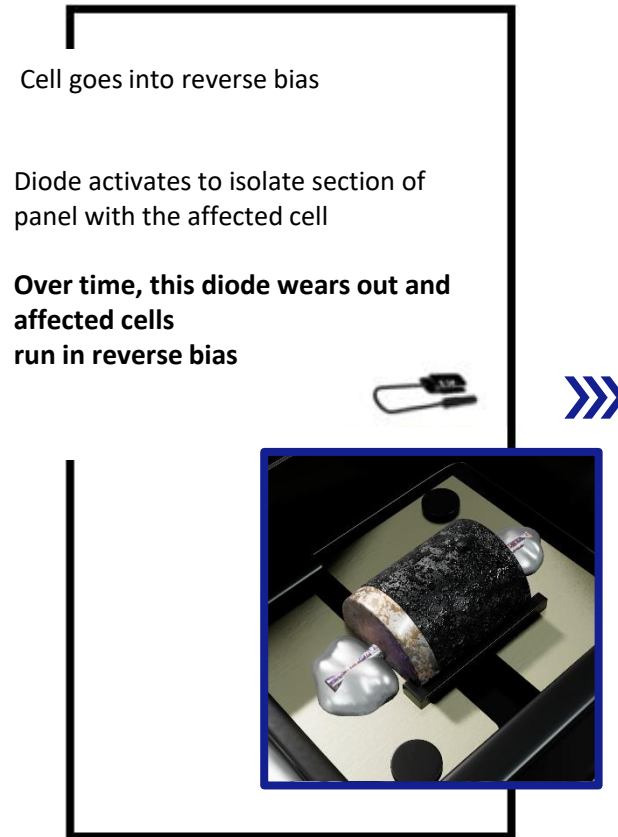 Cell goes into reverse bias
Diode activates to isolate section of
panel with the affected cell
Over time, this diode wears out and
affected cells
run in reverse bias